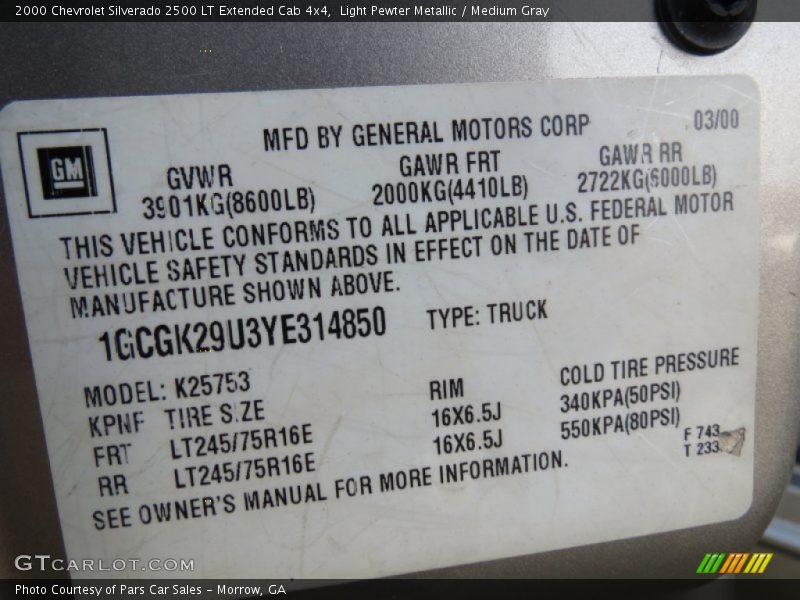 2000 Chevrolet Silverado 2500 LT Extended Cab 4x4, Light Pewter Metallic / Medium Gray
MFD BY GENERAL MOTORS CORP 03/00
GM
GVWR GAWR FRT GAWR RR
3901KG(8600LB) 2000KG(4410LB) 2722KG(6000LB)
THIS VEHICLE CONFORMS TO ALL APPLICABLE U.S. FEDERAL MOTOR
VEHICLE SAFETY STANDARDS IN EFFECT ON THE DATE OF
MANUFACTURE SHOWN ABOVE.
1GCGK29U3YE314850 TYPE: TRUCK
MODEL: K25753 RIM COLD TIRE PRESSURE
KPNF TIRE SIZE 16X6.5J 340KPA(50PSI)
FRT LT245/75R16E 16X6.5J 550KPA(80PSI)
RR LT245/75R16E
F 743
T 233
SEE OWNER'S MANUAL FOR MORE INFORMATION.
GTCARLOT.COM
Photo Courtesy of Pars Car Sales - Morrow, GA